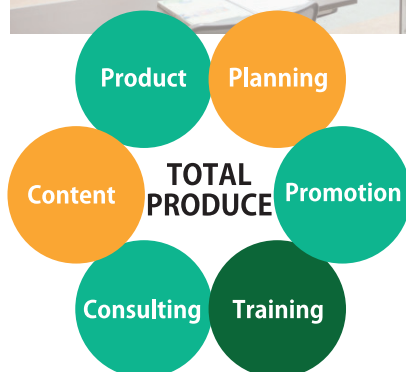 Product
Planning
Content
TOTAL
PRODUCE
Promotion
Consulting
Training